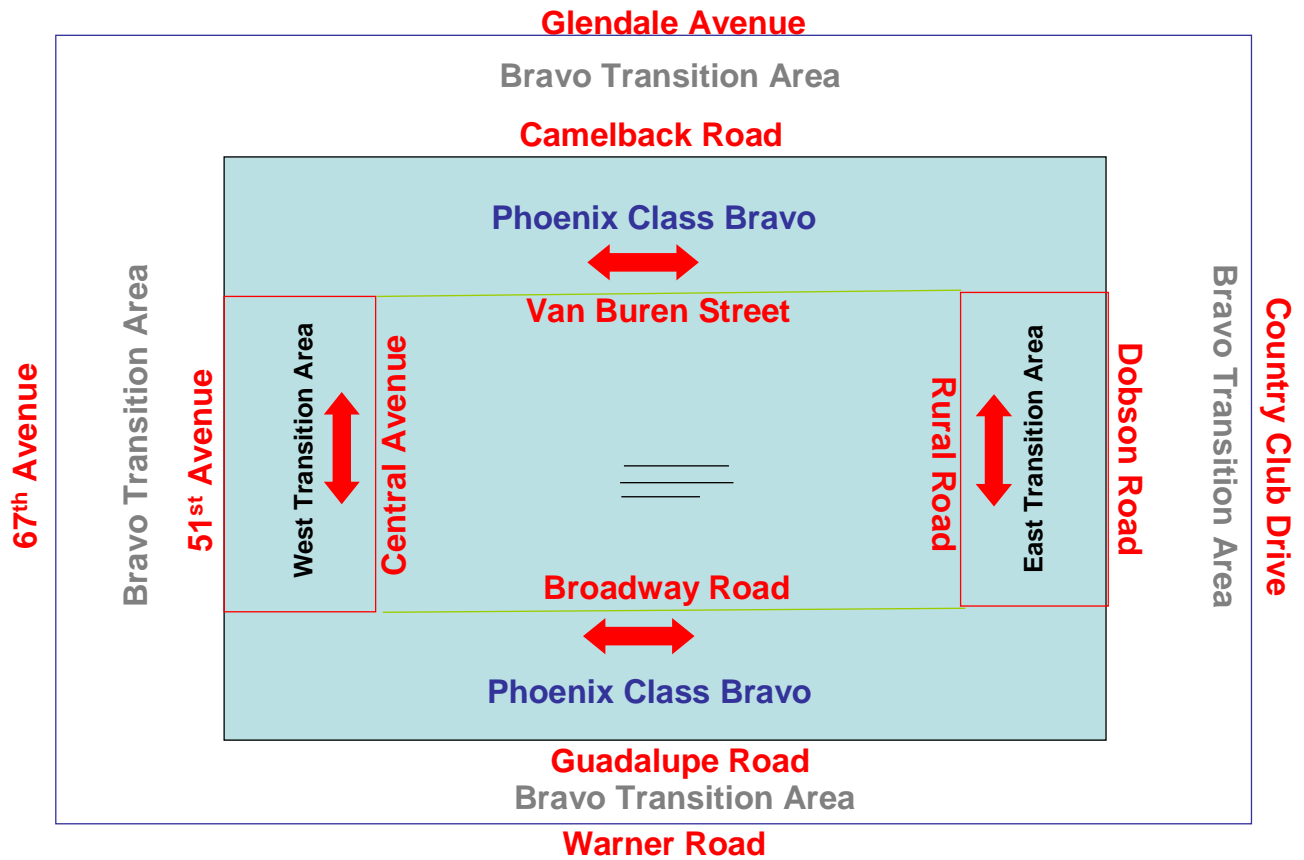 Glendale Avenue
Bravo Transition Area
Camelback Road
Phoenix Class Bravo
Van Buren Street
67th Avenue
Bravo Transition Area
51st Avenue
West Transition Area
Central Avenue
Rural Road
East Transition Area
Dobson Road
Bravo Transition Area
Country Club Drive
Broadway Road
Phoenix Class Bravo
Guadalupe Road
Bravo Transition Area
Warner Road